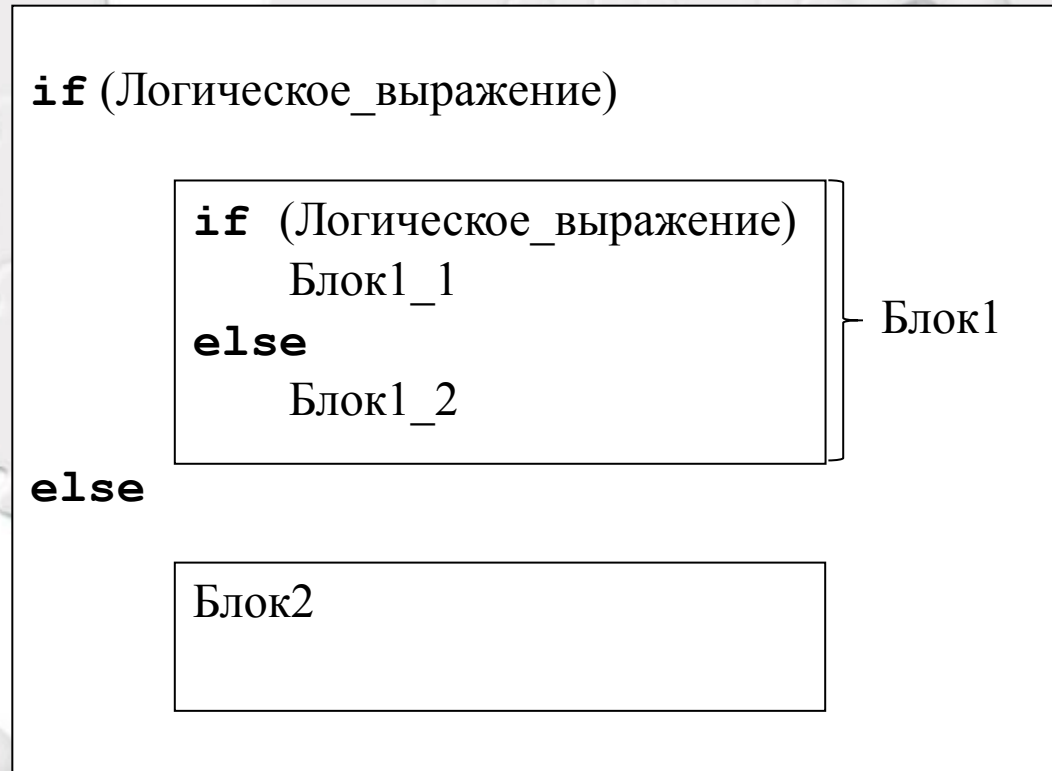 if (Логическое_выражение)
if (Логическое_выражение)
Блок1_1
else
Блок1_2
Блок1
else
Блок2